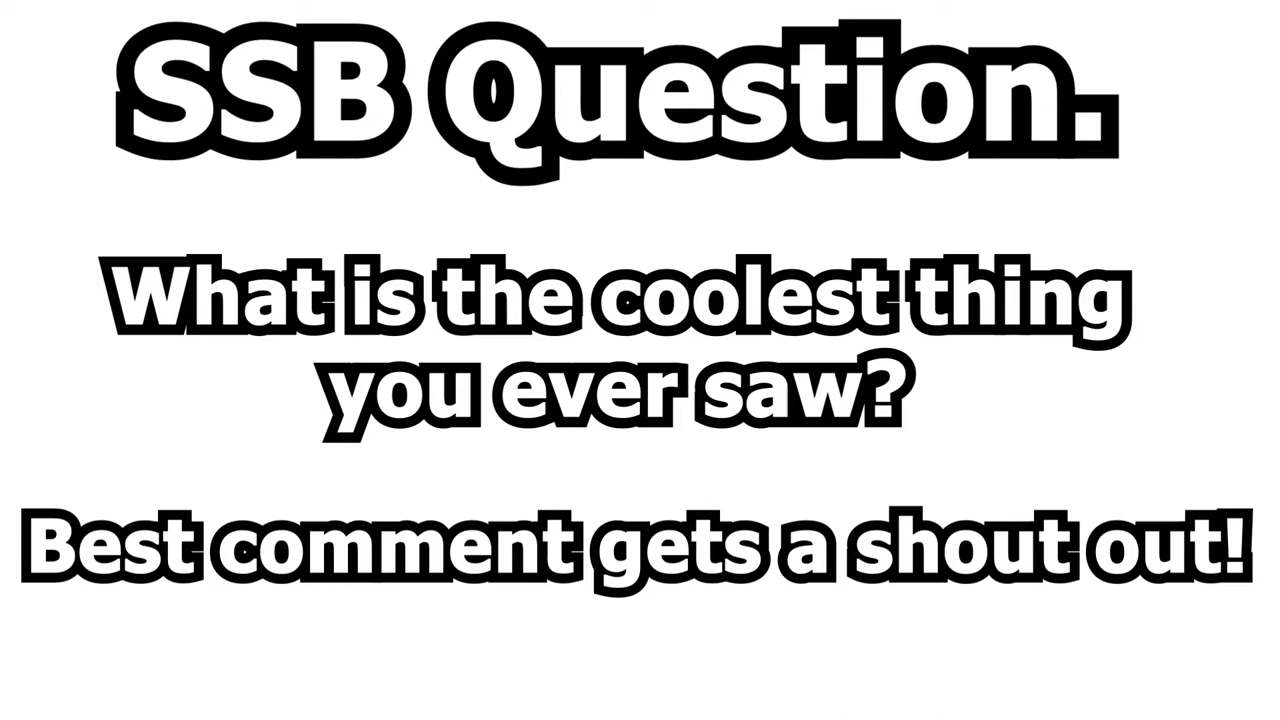 SSB Question.
What is the coolest thing
you ever saw?
Best comment gets a shout out!